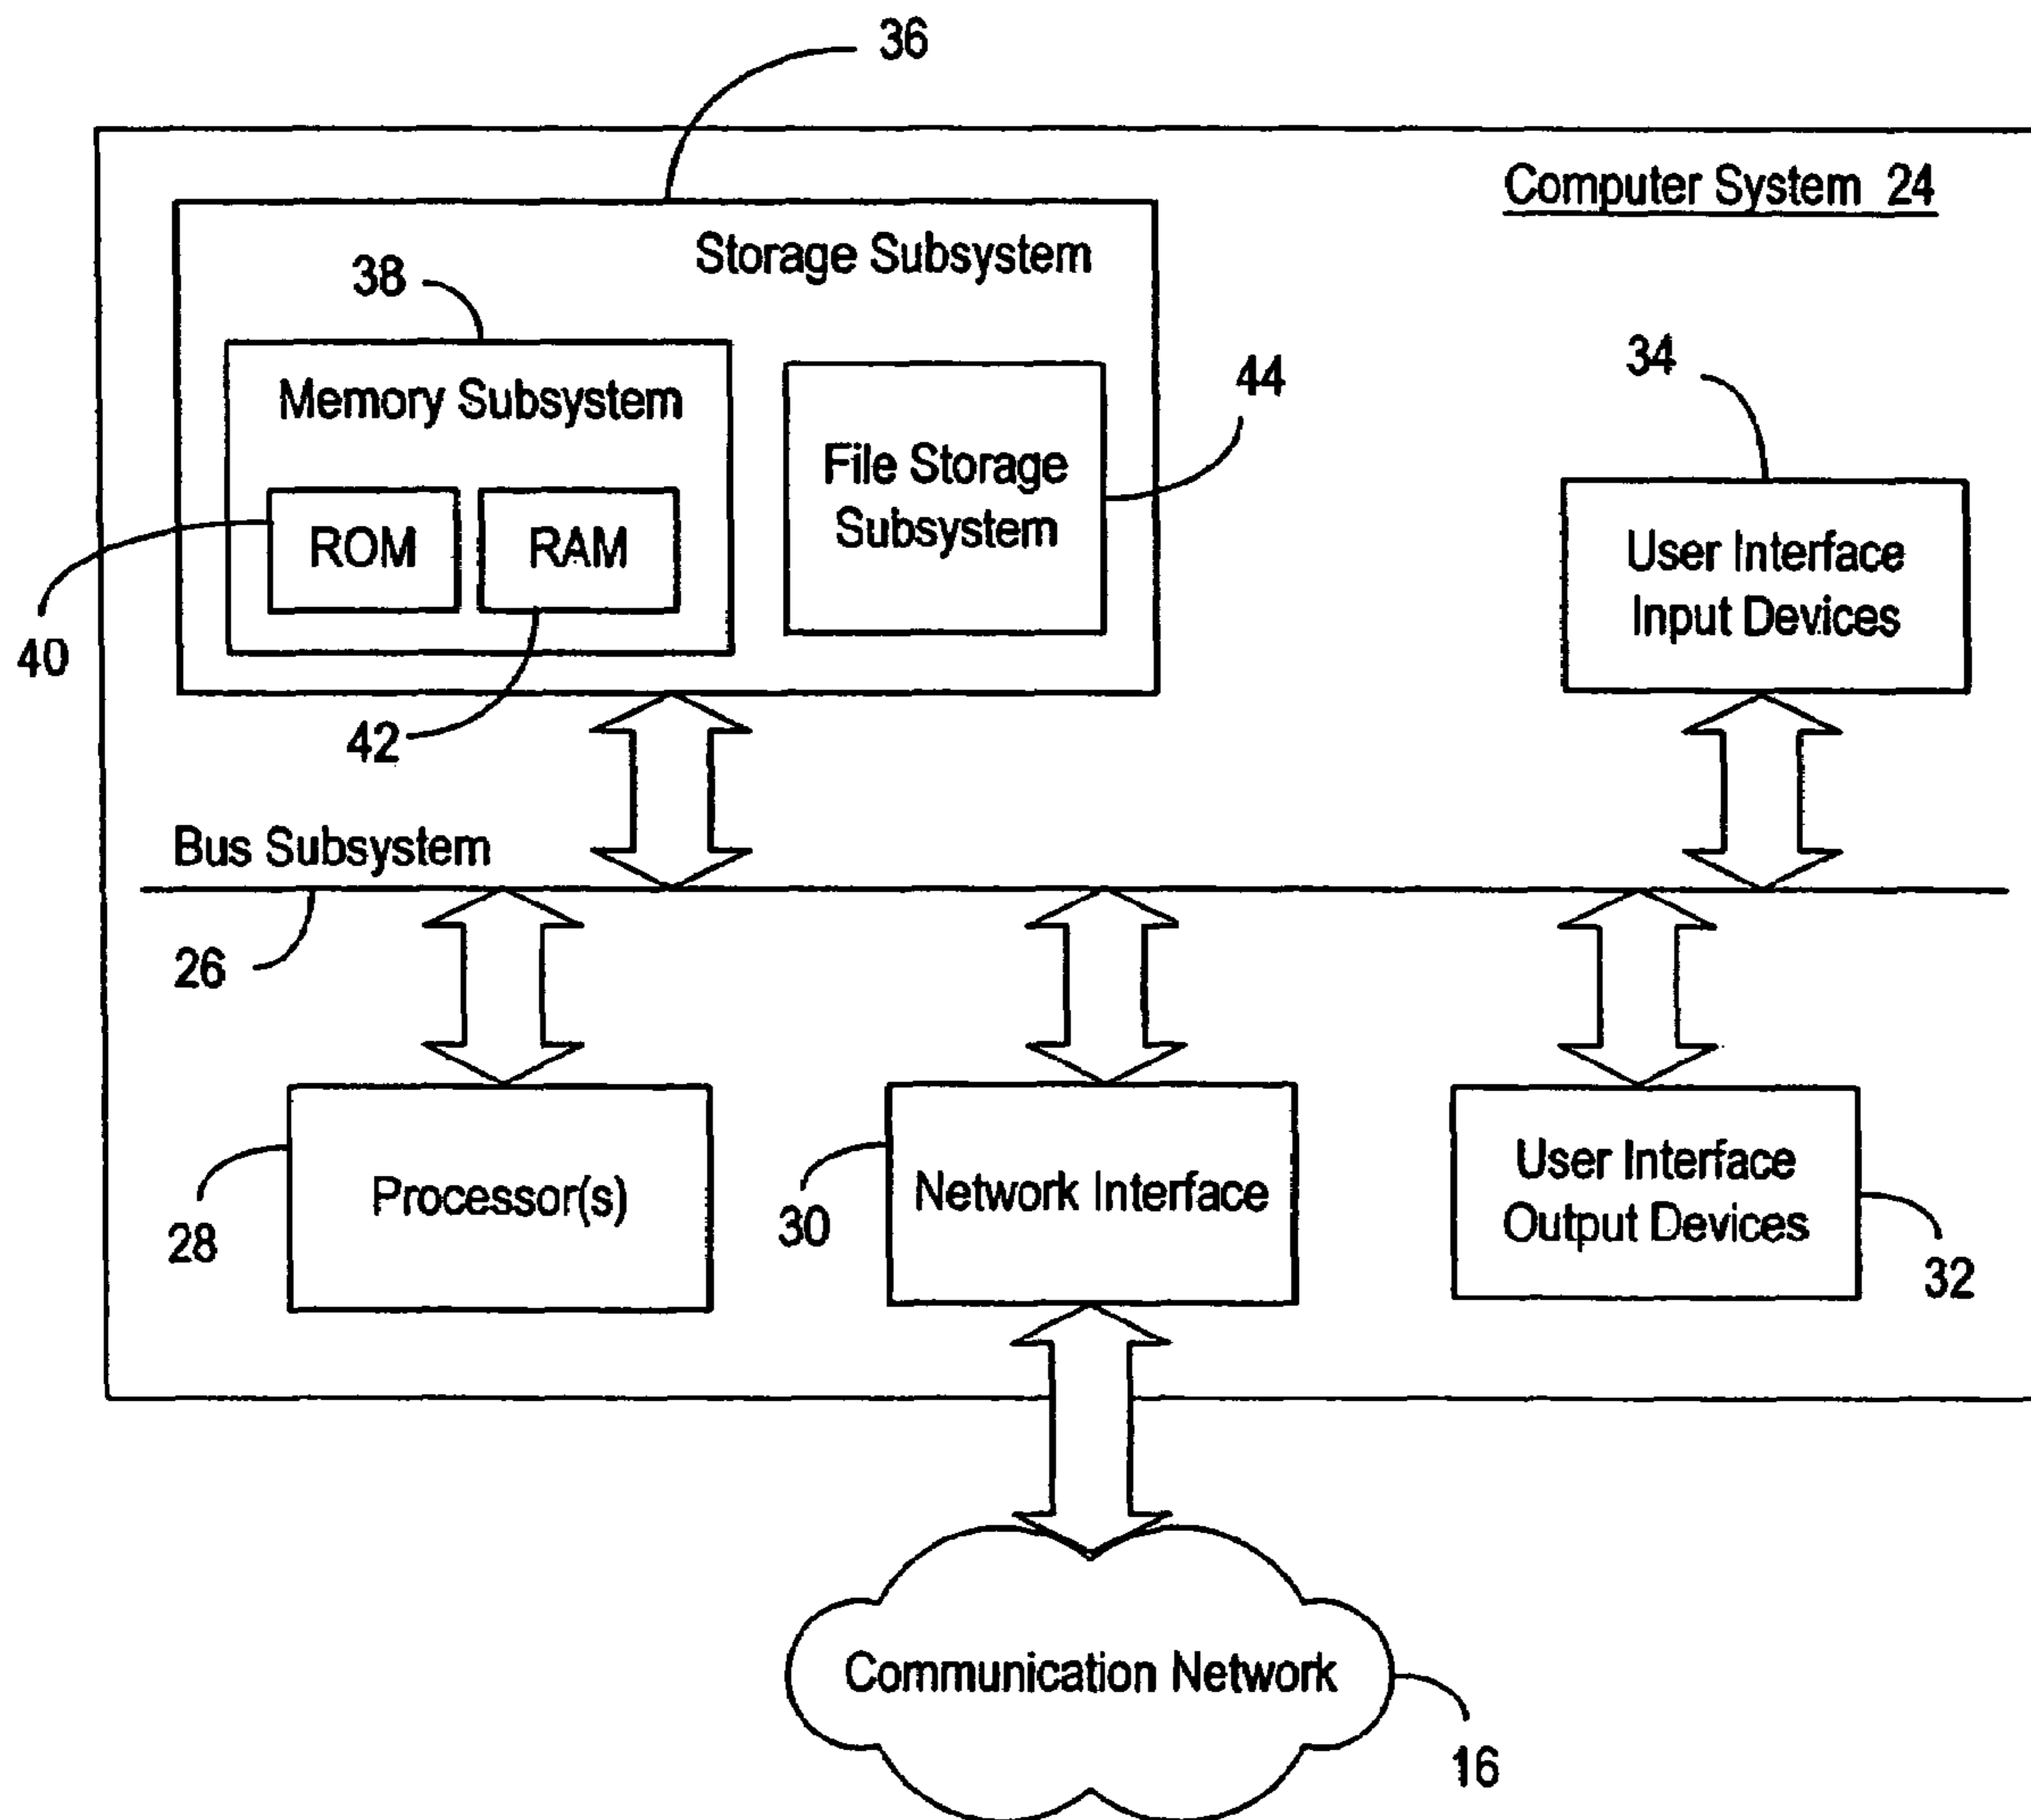 36
Computer System 24
Storage Subsystem
38
34
Memory Subsystem
44
File Storage
Subsystem
ROM
RAM
User Interface
Input Devices
40
42
Bus Subsystem
26
Processor(s)
Network Interface
User Interface
Output Devices
28
30
32
Communication Network
16